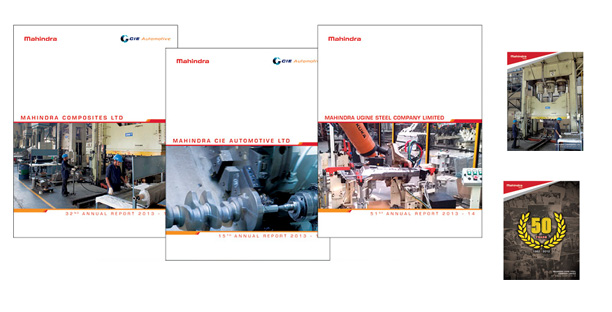 Mahindra
CIE Automotive
MAHINDRA COMPOSITES LTD
32nd ANNUAL REPORT 2013 -
Mahindra
CIE Automotiv
MAHINDRA CIE AUTOMOTIVE LTD
15th ANNUAL REPORT 2013 -
Mahindra
MAHINDRA UGINE STEEL COMPANY LIMITED
51st ANNUAL REPORT 2013 - 14
Mahindra
Mahindra
50